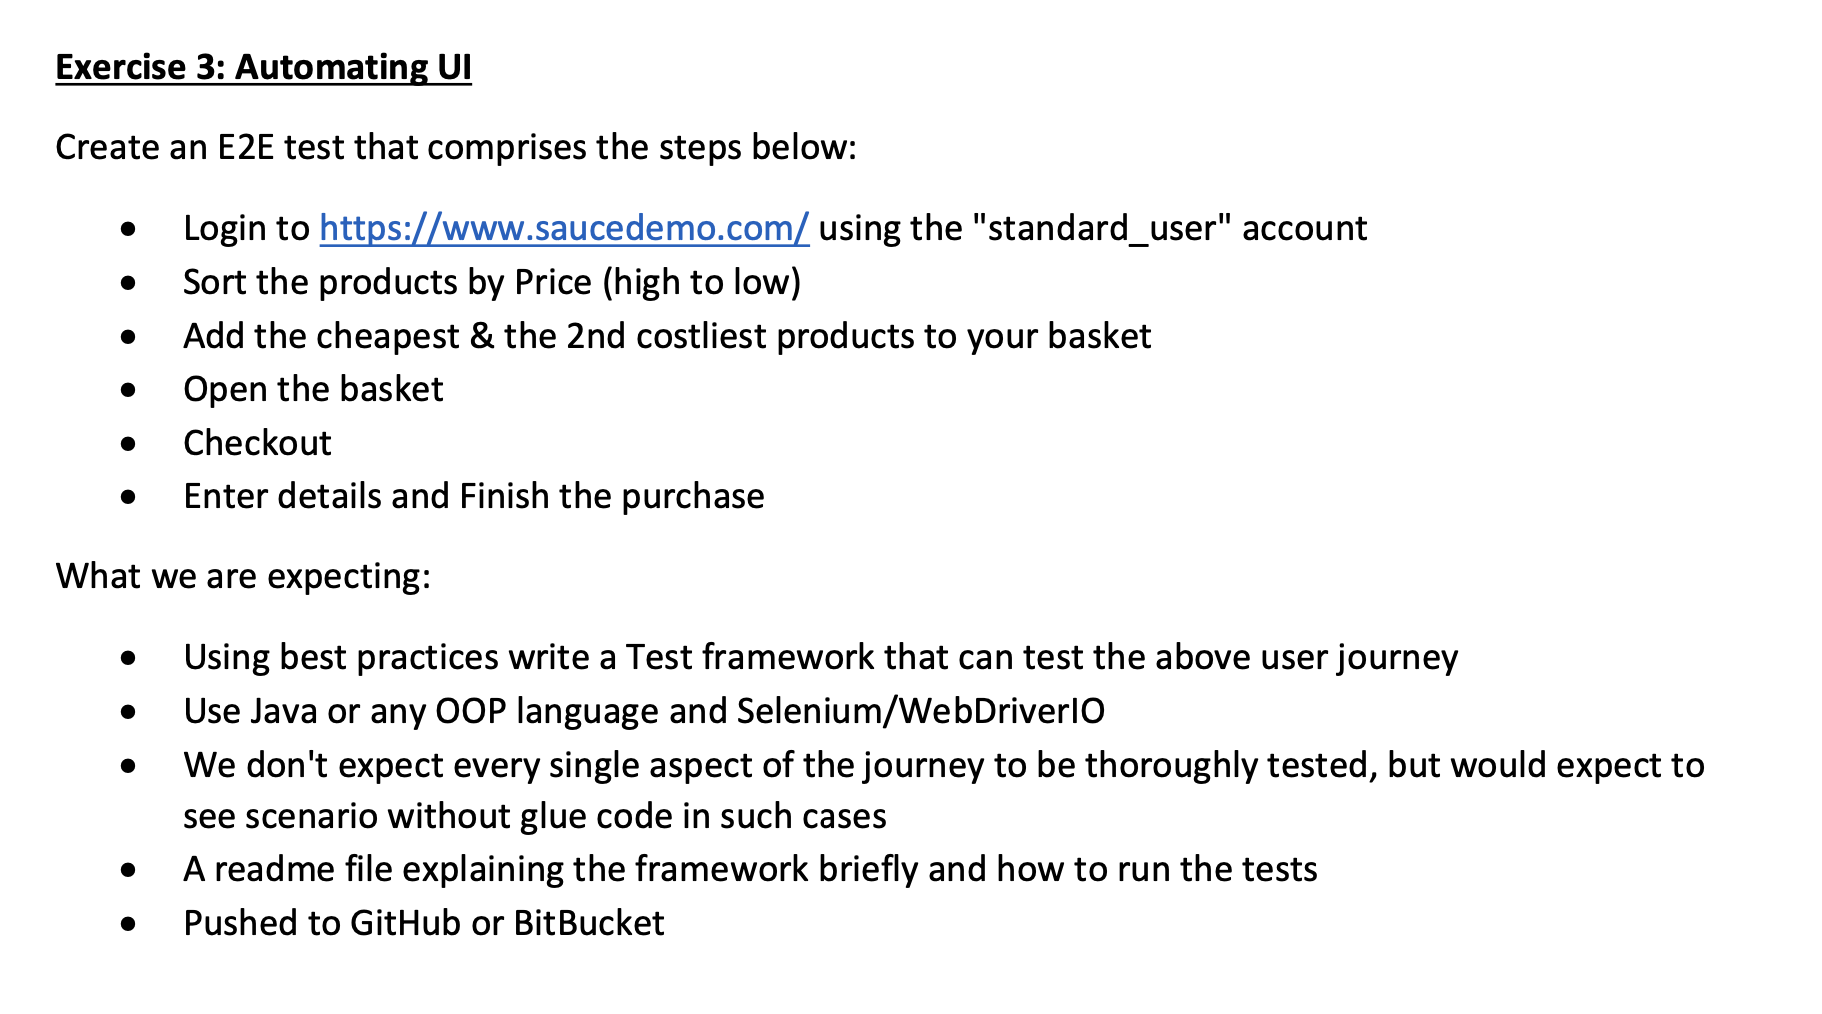 Exercise 3: Automating UI
Create an E2E test that comprises the steps below:
• Login to https://www.saucedemo.com/ using the "standard_user" account
• Sort the products by Price (high to low)
• Add the cheapest & the 2nd costliest products to your basket
• Open the basket
• Checkout
• Enter details and Finish the purchase
What we are expecting:
• Using best practices write a Test framework that can test the above user journey
• Use Java or any OOP language and Selenium/WebDriverIO
• We don't expect every single aspect of the journey to be thoroughly tested, but would expect to
see scenario without glue code in such cases
• A readme file explaining the framework briefly and how to run the tests
• Pushed to GitHub or BitBucket